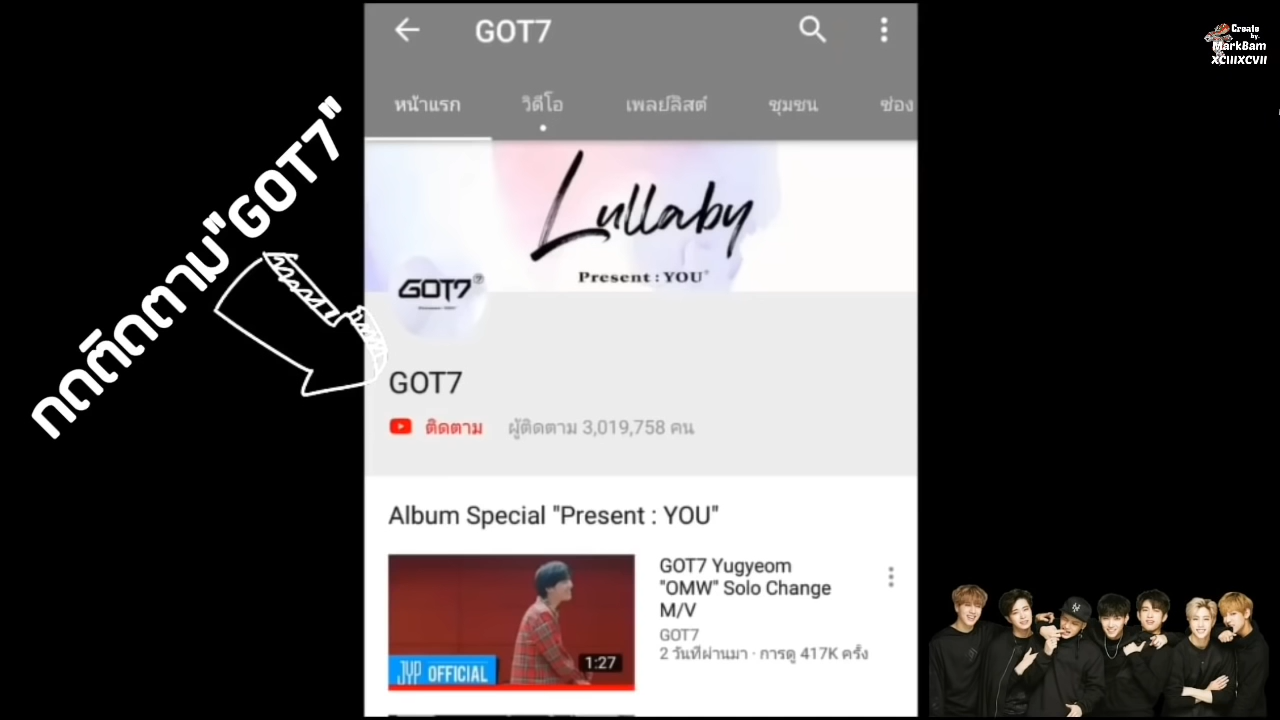 GOT7
หน้าแรก วิดีโอ เพลย์ลิสต์ ชุมชน ช่อง
Create
by.
MarkBam
XCIIIXCVII
กดติดตาม"GOT7"
Lullaby
Present : YOU
GOT7
GOT7
ติดตาม ผู้ติดตาม 3,019,758 คน
Album Special "Present : YOU"
GOT7 Yugyeom
"OMW" Solo Change
M/V
GOT7
2 วันที่ผ่านมา · การดู 417K ครั้ง
1:27
JYP OFFICIAL